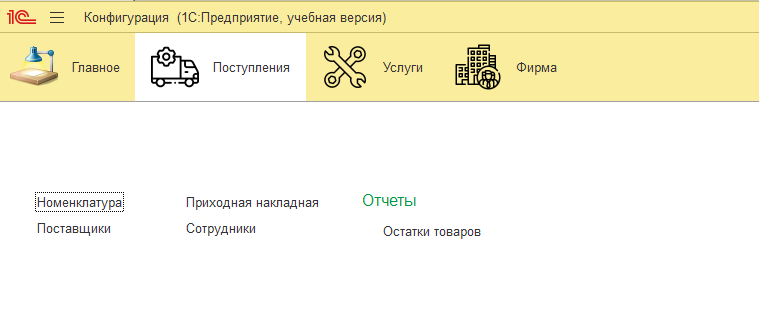 1С Конфигурация (1С:Предприятие, учебная версия)
Главное Поступления Услуги Фирма
Номенклатура Приходная накладная Отчеты
Поставщики Сотрудники Остатки товаров